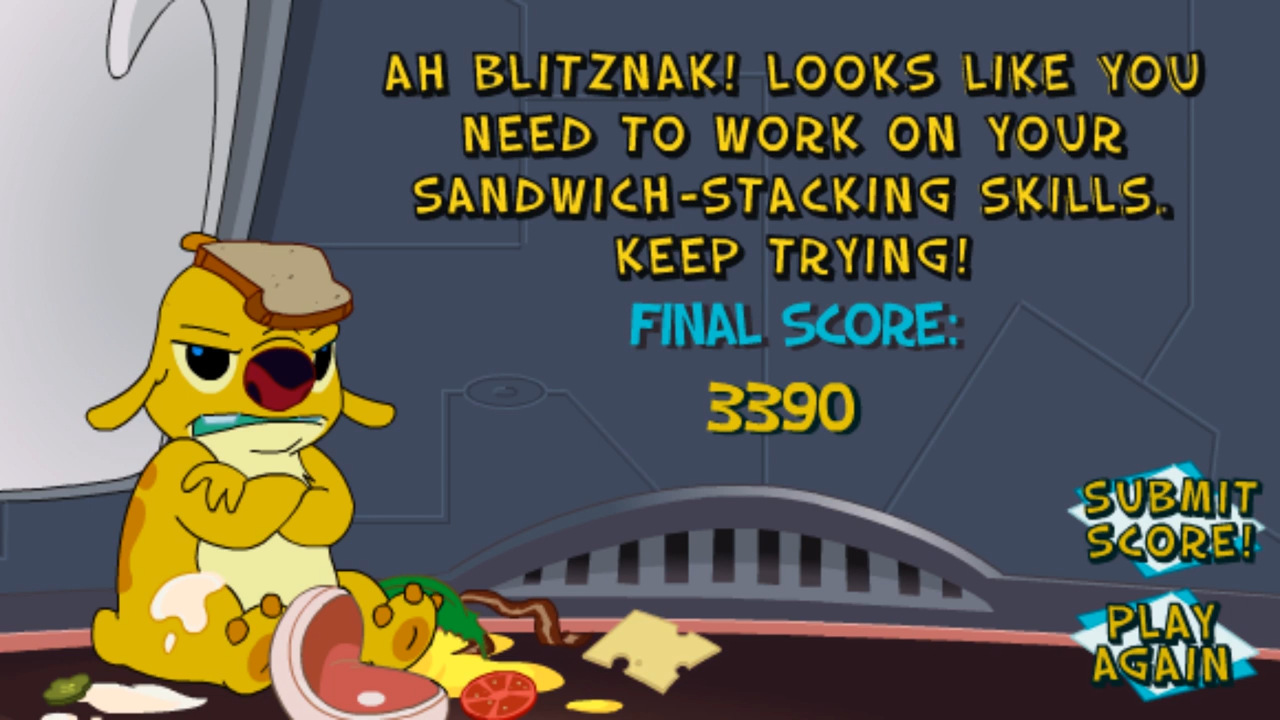 AH BLITZNAK! LOOKS LIKE YOU
NEED TO WORK ON YOUR
SANDWICH-STACKING SKILLS.
KEEP TRYING!
FINAL SCORE:
3390
SUBMIT
SCORE!
PLAY
AGAIN